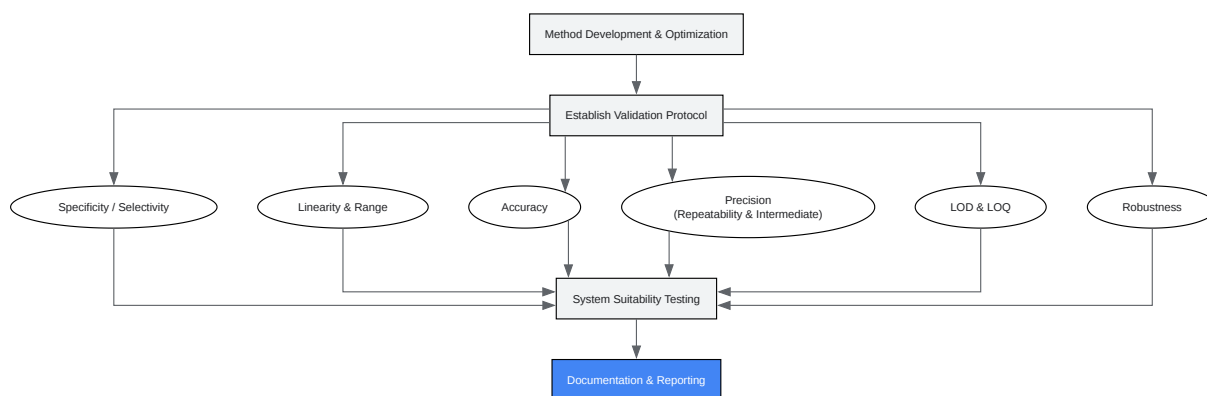 Method Development & Optimization
Establish Validation Protocol
Specificity / Selectivity
Linearity & Range
Accuracy
Precision
(Repeatability & Intermediate)
LOD & LOQ
Robustness
System Suitability Testing
Documentation & Reporting